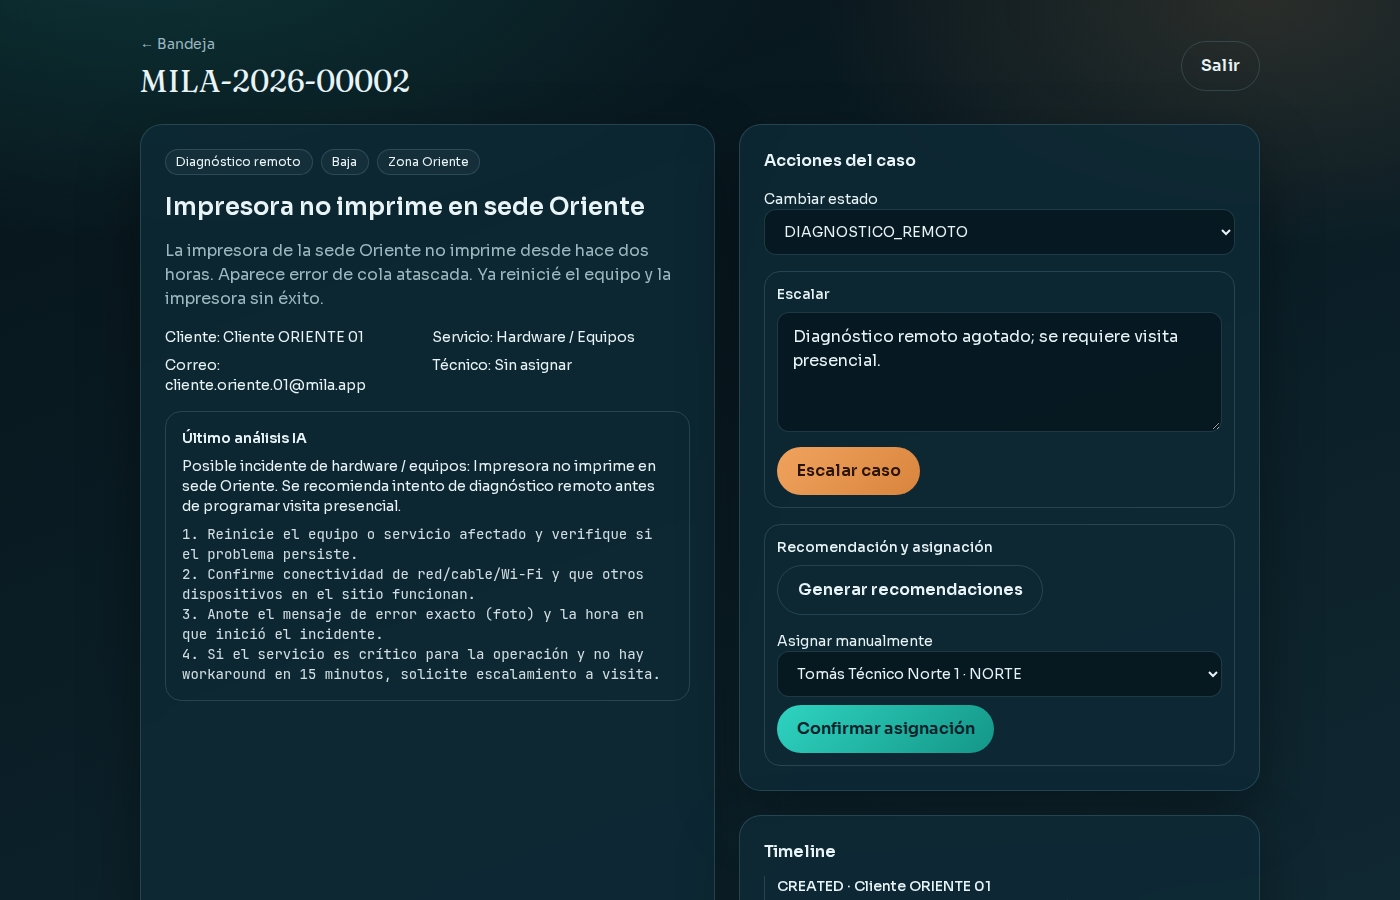 ← Bandeja
MILA-2026-00002
Salir
Diagnóstico remoto
Baja
Zona Oriente
Impresora no imprime en sede Oriente
La impresora de la sede Oriente no imprime desde hace dos
horas. Aparece error de cola atascada. Ya reinicié el equipo y la
impresora sin éxito.
Cliente: Cliente ORIENTE 01
Servicio: Hardware / Equipos
Correo:
cliente.oriente.01@mila.app
Técnico: Sin asignar
Último análisis IA
Posible incidente de hardware / equipos: Impresora no imprime en
sede Oriente. Se recomienda intento de diagnóstico remoto antes
de programar visita presencial.
1. Reinicie el equipo o servicio afectado y verifique si
el problema persiste.
2. Confirme conectividad de red/cable/Wi-Fi y que otros
dispositivos en el sitio funcionan.
3. Anote el mensaje de error exacto (foto) y la hora en
que inició el incidente.
4. Si el servicio es crítico para la operación y no hay
workaround en 15 minutos, solicite escalamiento a visita.
Acciones del caso
Cambiar estado
DIAGNOSTICO_REMOTO
Escalar
Diagnóstico remoto agotado; se requiere visita
presencial.
Escalar caso
Recomendación y asignación
Generar recomendaciones
Asignar manualmente
Tomás Técnico Norte 1 · NORTE
Confirmar asignación
Timeline
CREATED · Cliente ORIENTE 01